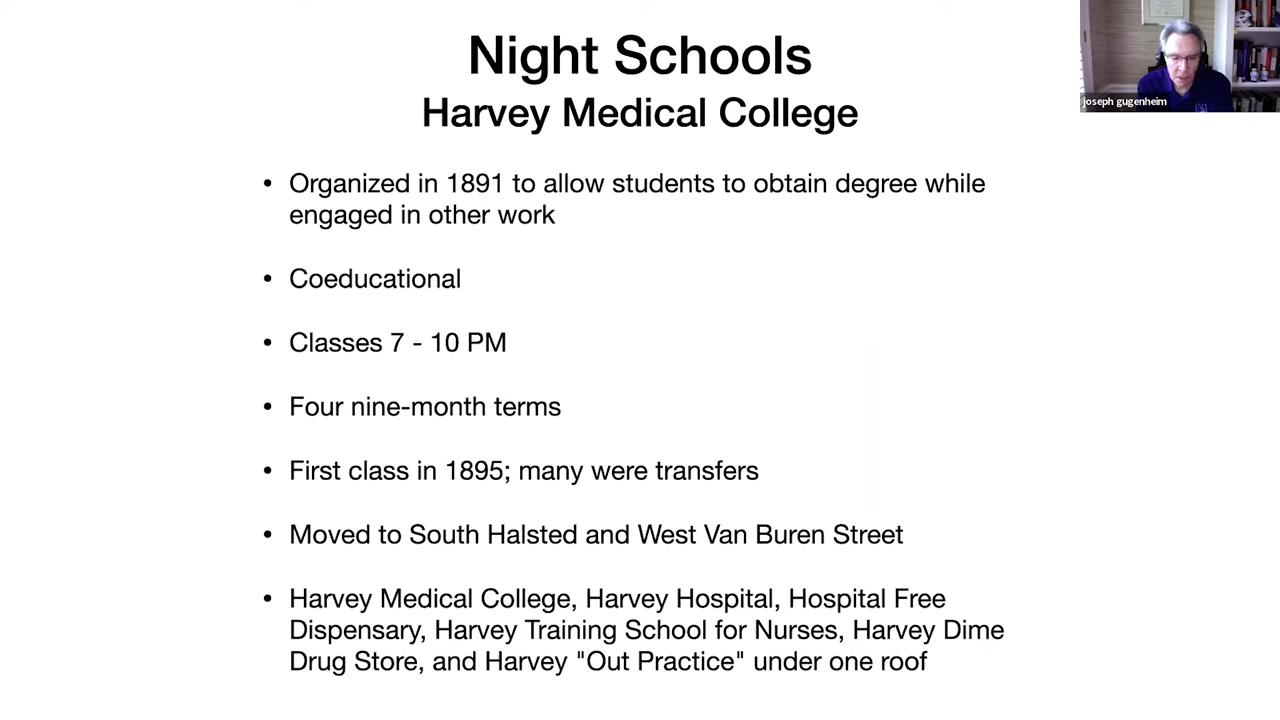 Night Schools
Harvey Medical College
joseph gugenheim
• Organized in 1891 to allow students to obtain degree while
engaged in other work
• Coeducational
• Classes 7 - 10 PM
• Four nine-month terms
• First class in 1895; many were transfers
• Moved to South Halsted and West Van Buren Street
• Harvey Medical College, Harvey Hospital, Hospital Free
Dispensary, Harvey Training School for Nurses, Harvey Dime
Drug Store, and Harvey "Out Practice" under one roof